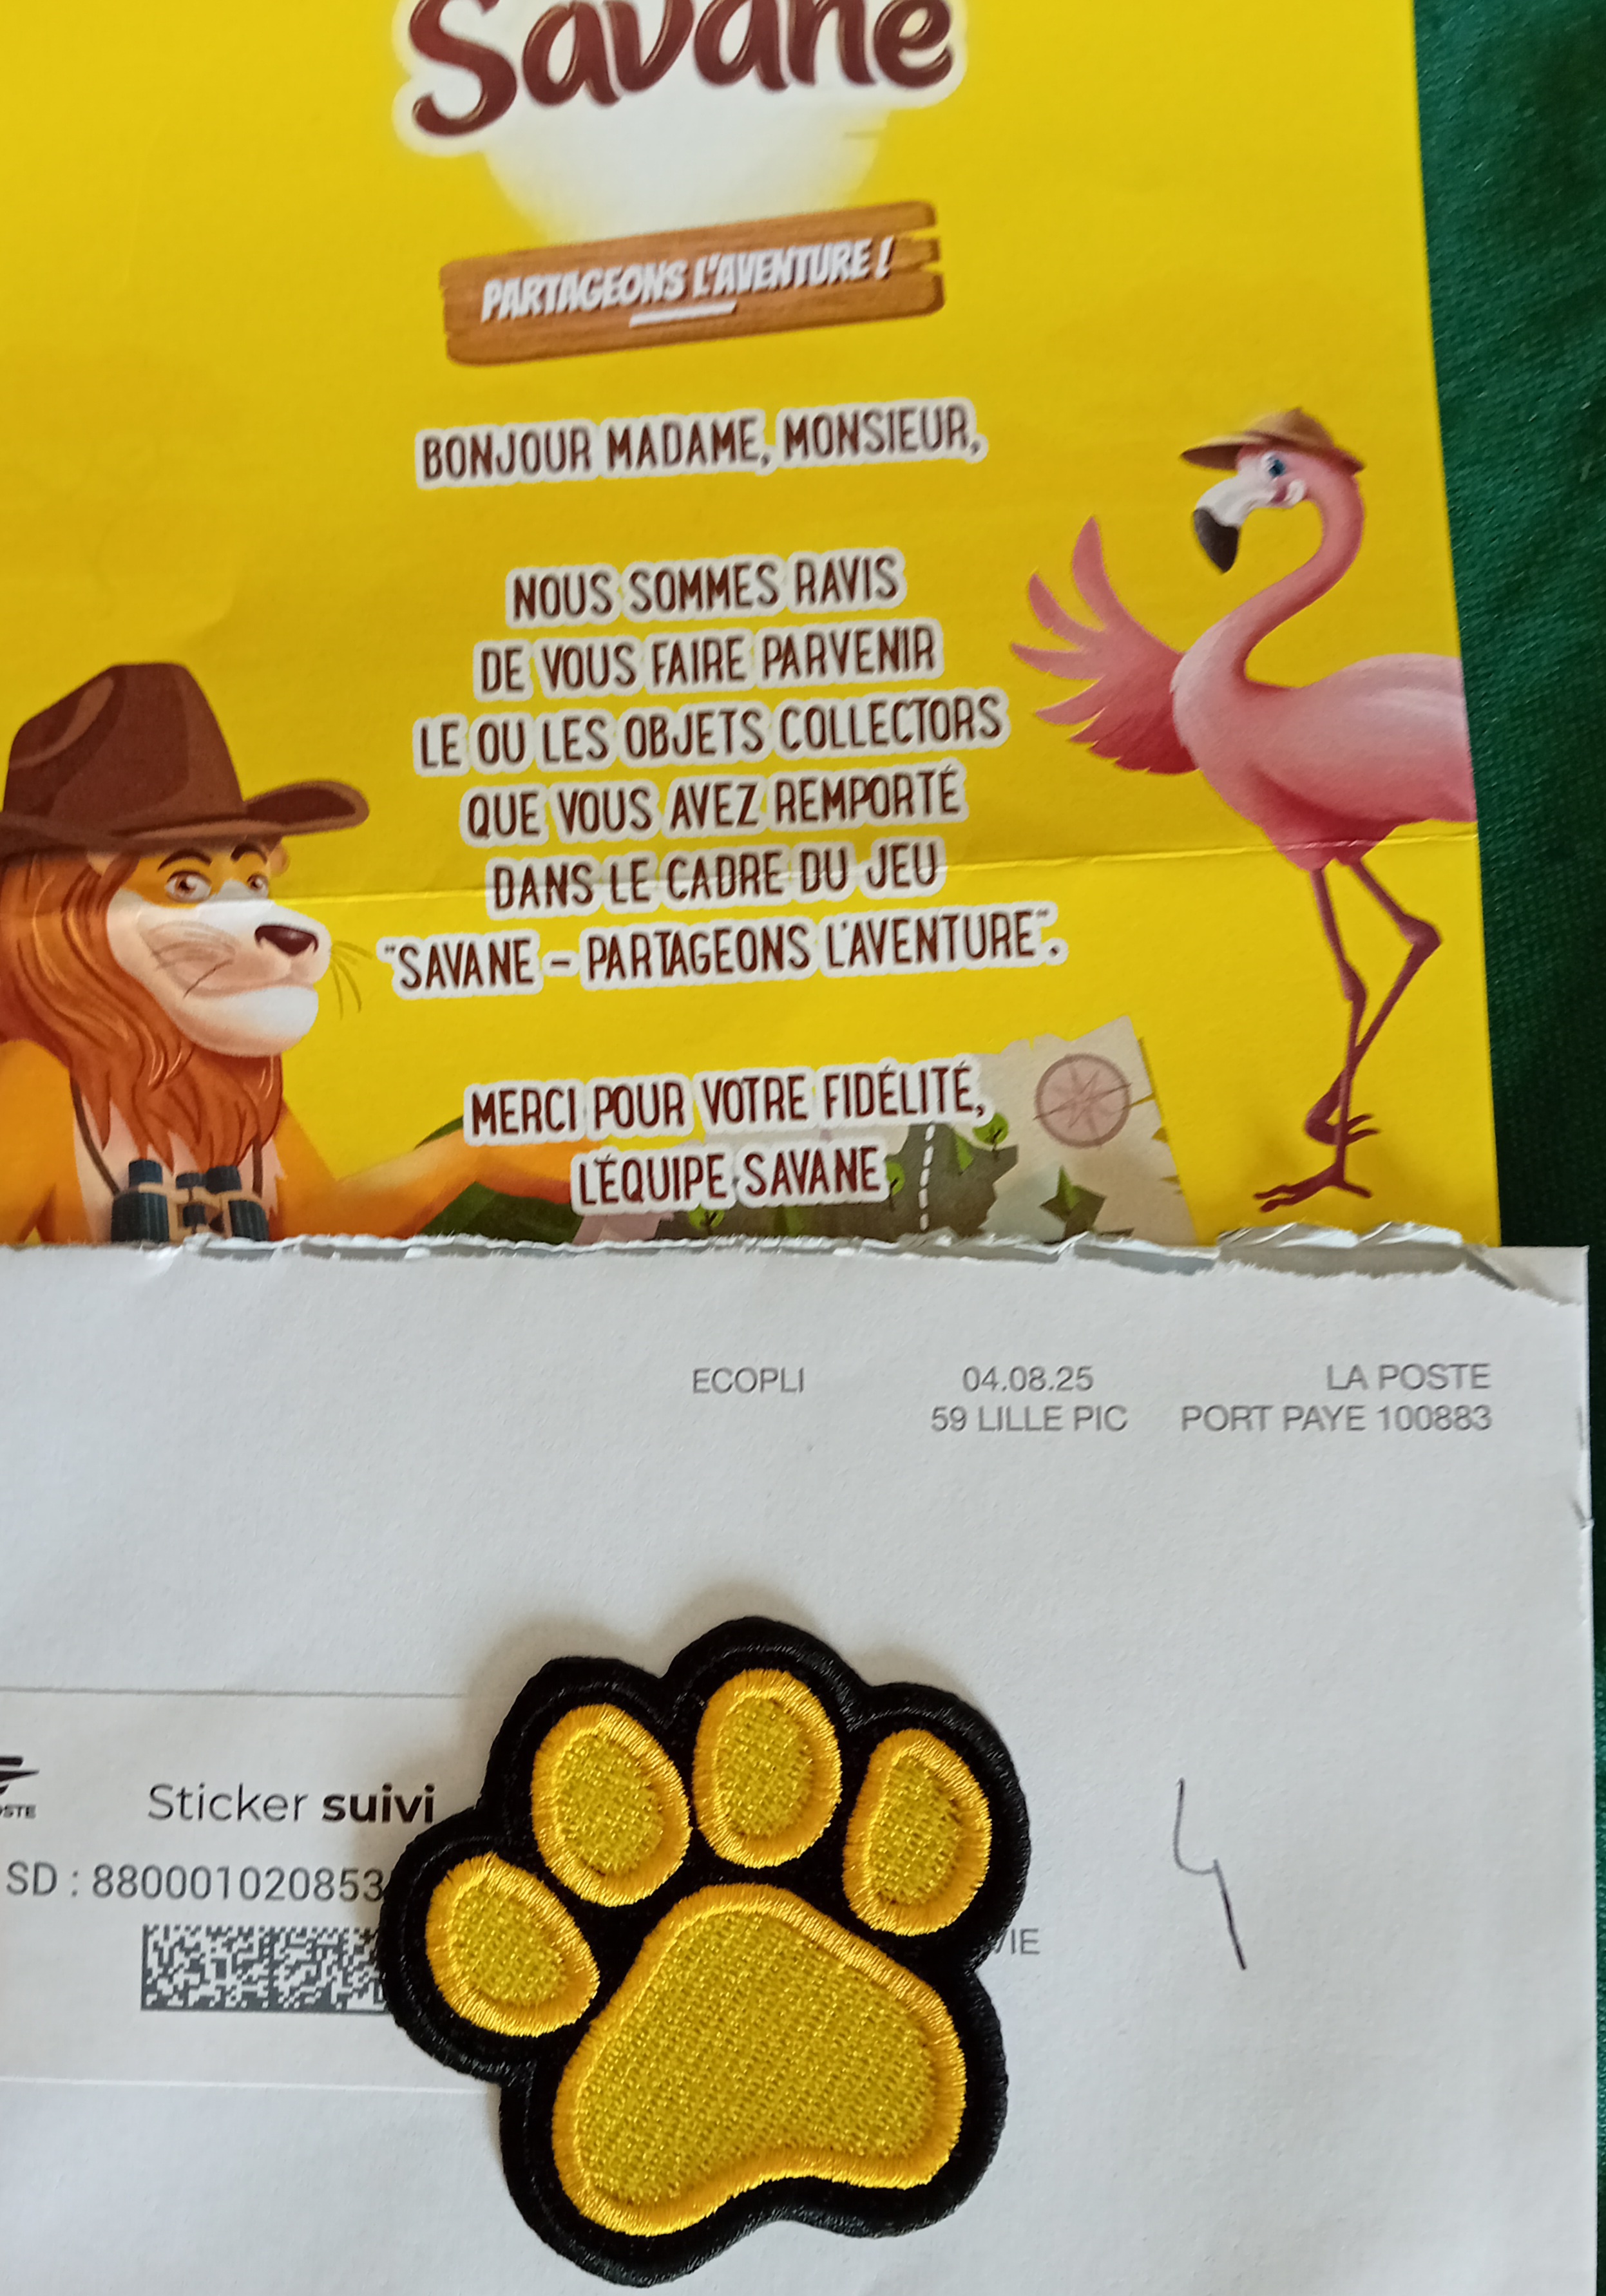 Savane
PARTAGEONS L'AVENTURE !
BONJOUR MADAME, MONSIEUR,
NOUS SOMMES RAVIS
DE VOUS FAIRE PARVENIR
LE OU LES OBJETS COLLECTORS
QUE VOUS AVEZ REMPORTÉ
DANS LE CADRE DU JEU
"SAVANE – PARTAGEONS L'AVENTURE".
MERCI POUR VOTRE FIDÉLITÉ,
L'ÉQUIPE SAVANE
ECOPLI 04.08.25 LA POSTE
59 LILLE PIC PORT PAYE 100883
Sticker suivi
SD : 880001020853
4